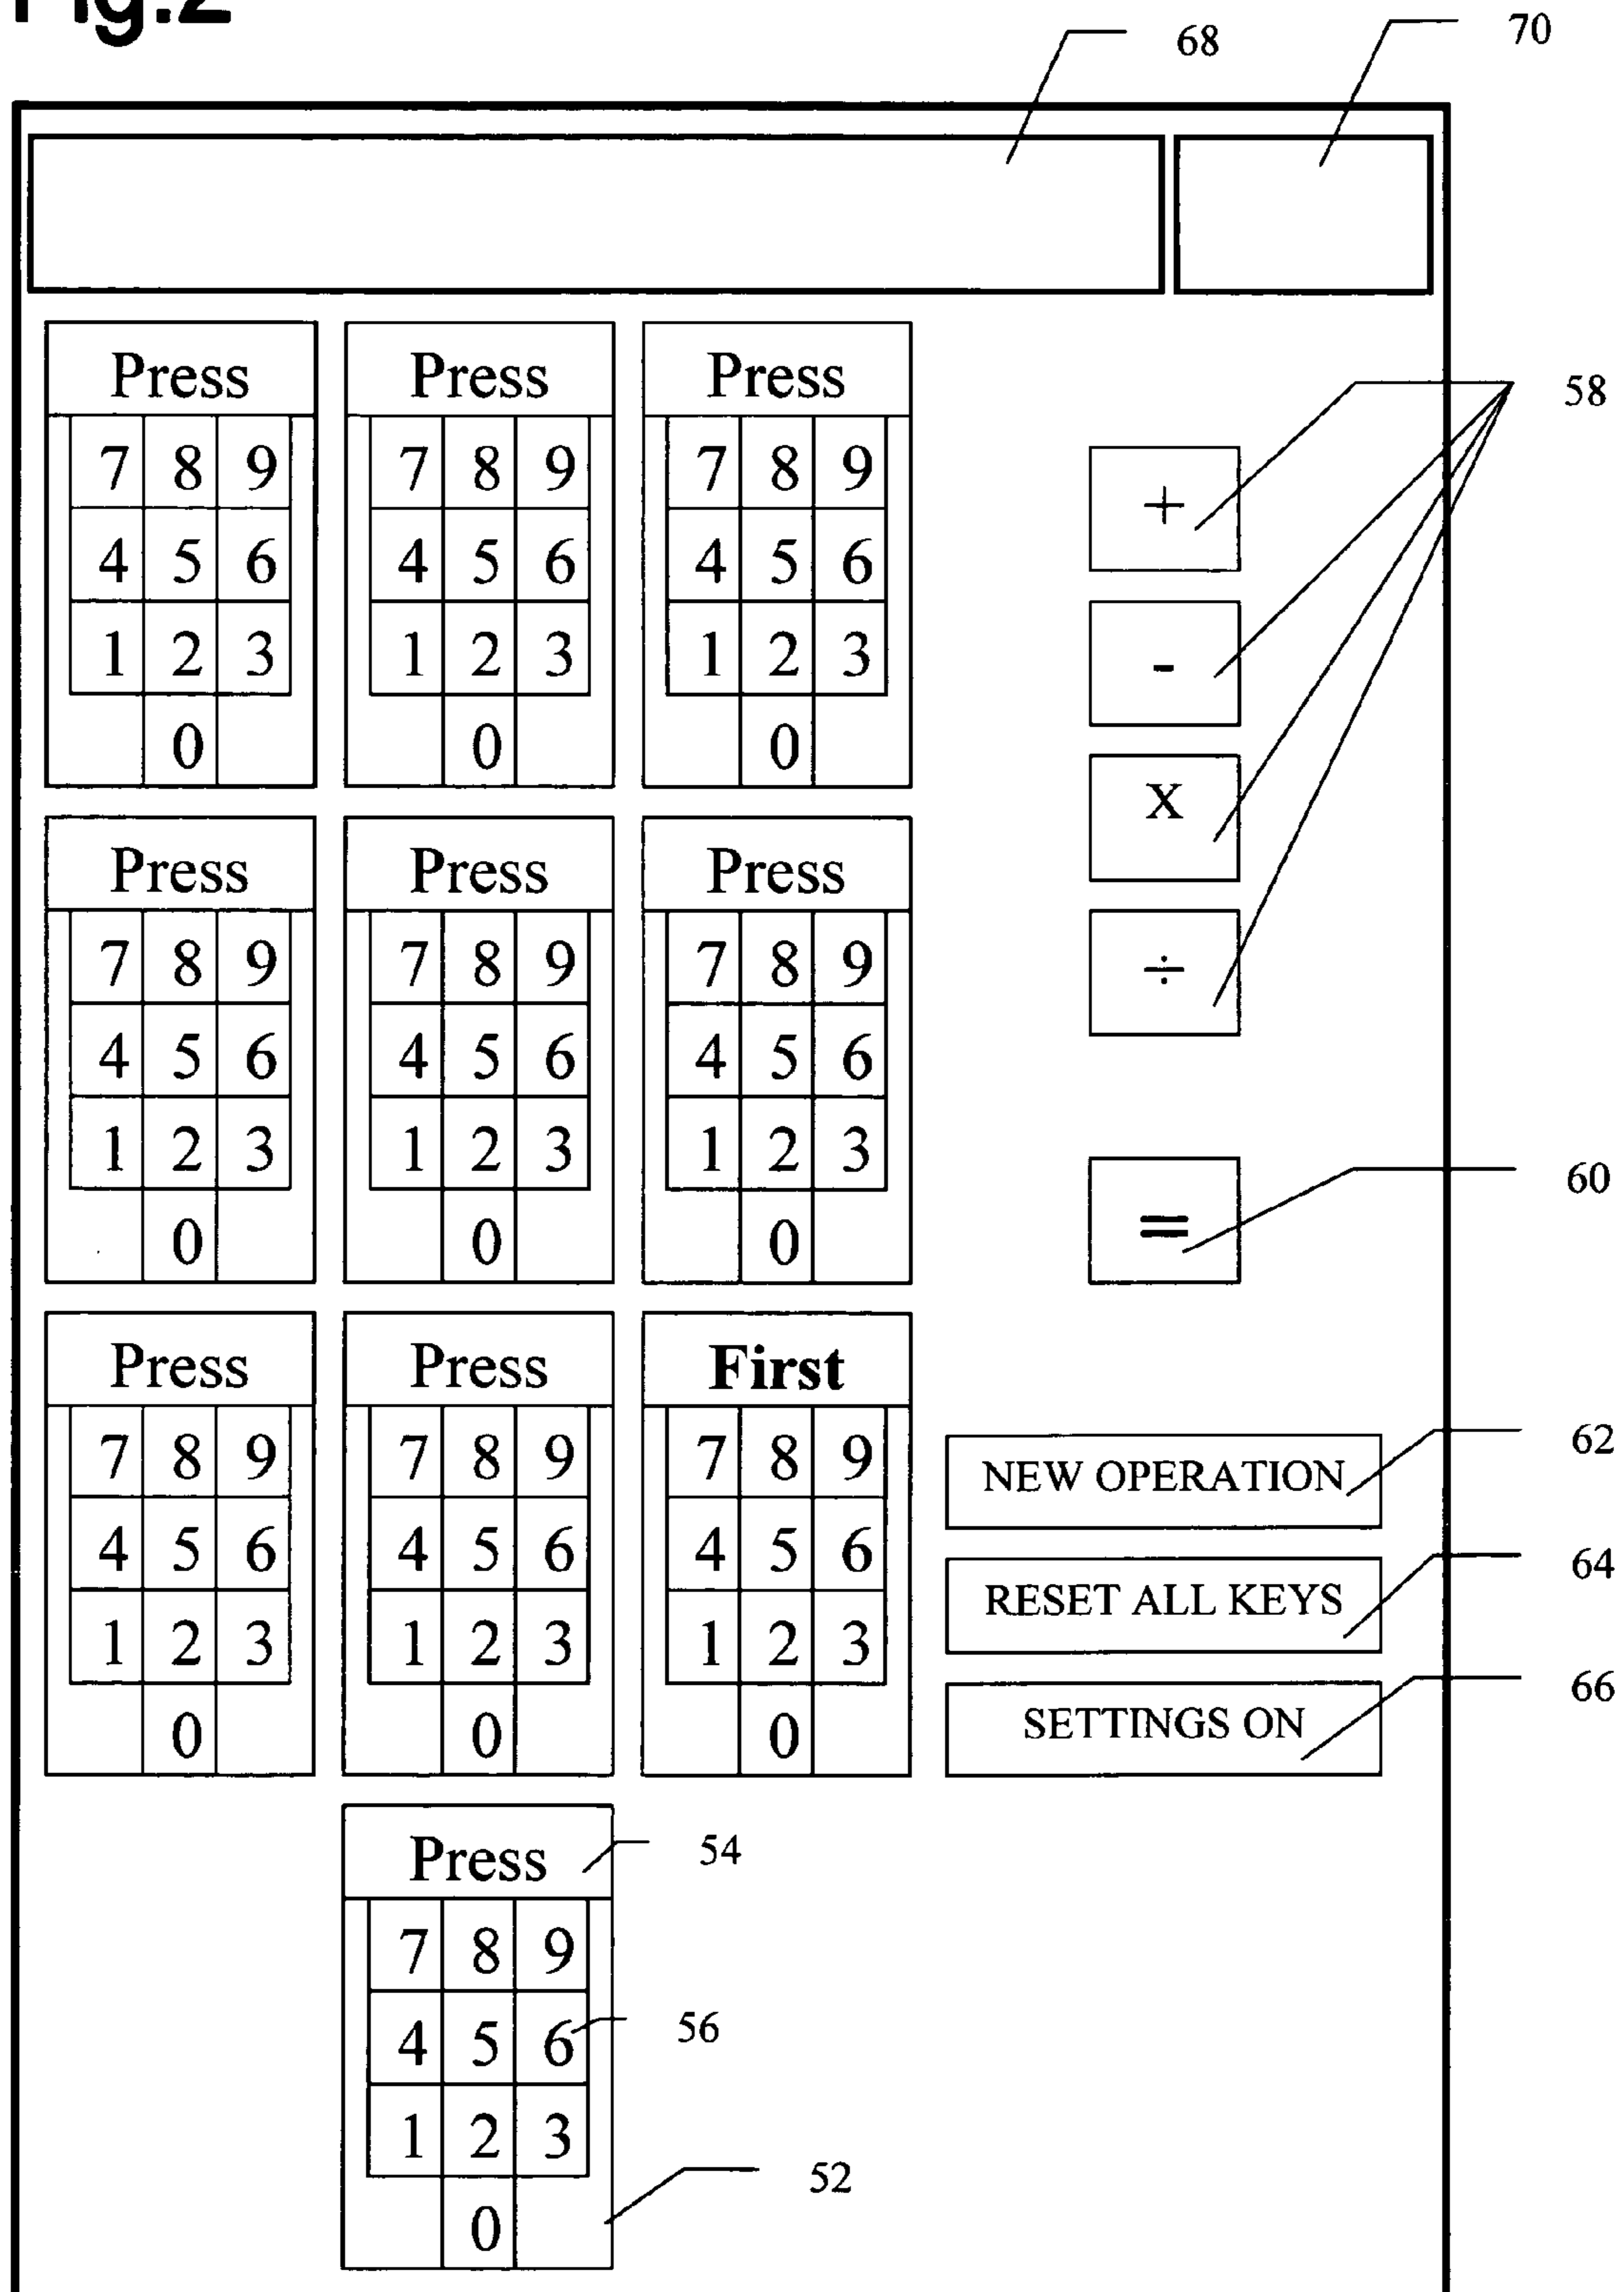 Fig.2
68 70
Press Press Press
7 8 9 7 8 9 7 8 9
58
+
4 5 6 4 5 6 4 5 6
1 2 3 1 2 3 1 2 3
-
0 0 0
X
Press Press Press
7 8 9 7 8 9 7 8 9
÷
4 5 6 4 5 6 4 5 6
1 2 3 1 2 3 1 2 3
60
0 0 0
=
Press Press First
7 8 9 7 8 9 7 8 9
62
NEW OPERATION
4 5 6 4 5 6 4 5 6
64
RESET ALL KEYS
1 2 3 1 2 3 1 2 3
66
0 0 0
SETTINGS ON
Press 54
7 8 9
4 5 6 56
1 2 3
52
0